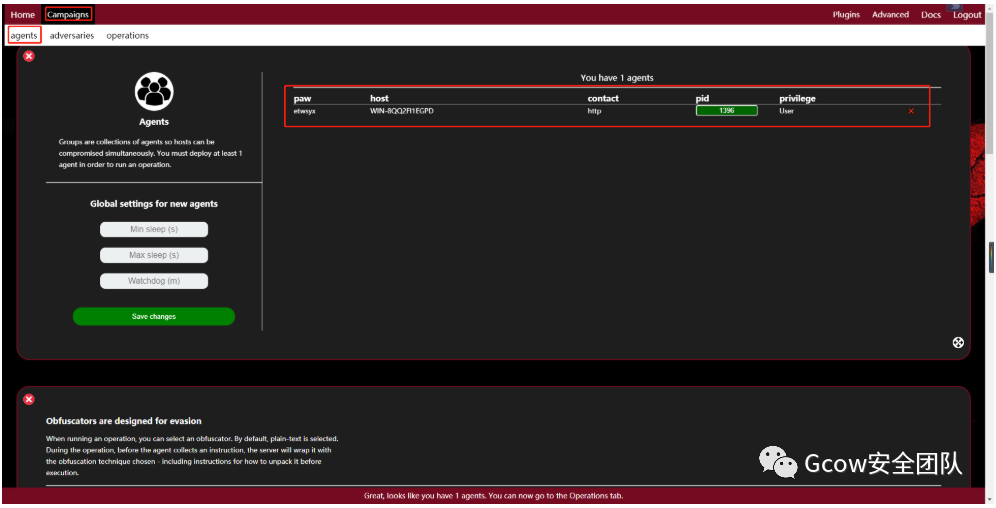 Home Campaigns Plugins Advanced Docs Logout
agents adversaries operations
You have 1 agents
paw host contact pid privilege
etwsyx WIN-8QQ2FI1EGPD http 1396 User
Agents
Groups are collections of agents so hosts can be
compromised simultaneously. You must deploy at least 1
agent in order to run an operation.
Global settings for new agents
Min sleep (s)
Max sleep (s)
Watchdog (m)
Save changes
Obfuscators are designed for evasion
When running an operation, you can select an obfuscator. By default, plain-text is selected.
During the operation, before the agent collects an instruction, the server will wrap it with
the obfuscation technique chosen - including instructions for how to unpack it before
execution.
Gcow安全团队
Great, looks like you have 1 agents. You can now go to the Operations tab.